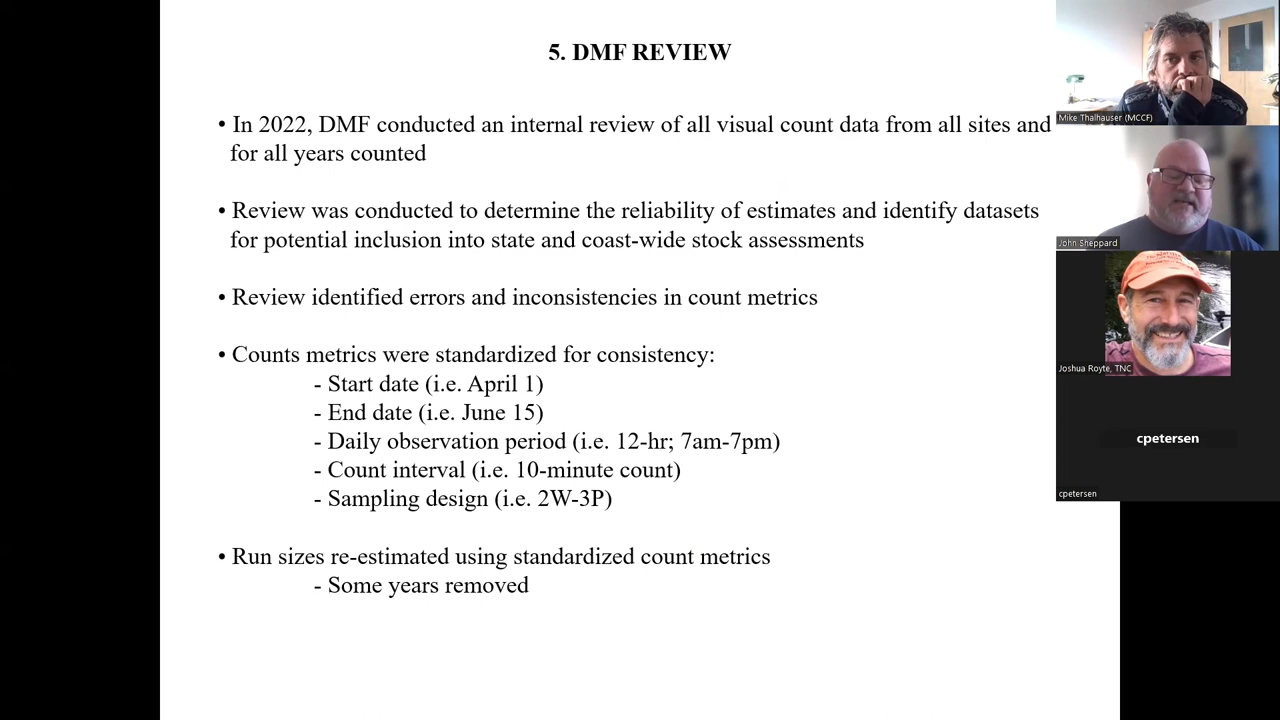 5. DMF REVIEW
• In 2022, DMF conducted an internal review of all visual count data from all sites and
for all years counted
• Review was conducted to determine the reliability of estimates and identify datasets
for potential inclusion into state and coast-wide stock assessments
• Review identified errors and inconsistencies in count metrics
• Counts metrics were standardized for consistency:
- Start date (i.e. April 1)
- End date (i.e. June 15)
- Daily observation period (i.e. 12-hr; 7am-7pm)
- Count interval (i.e. 10-minute count)
- Sampling design (i.e. 2W-3P)
• Run sizes re-estimated using standardized count metrics
- Some years removed
Mike Thalhauser (MCCF)
John Sheppard
Joshua Royte, TNC
cpetersen
cpetersen